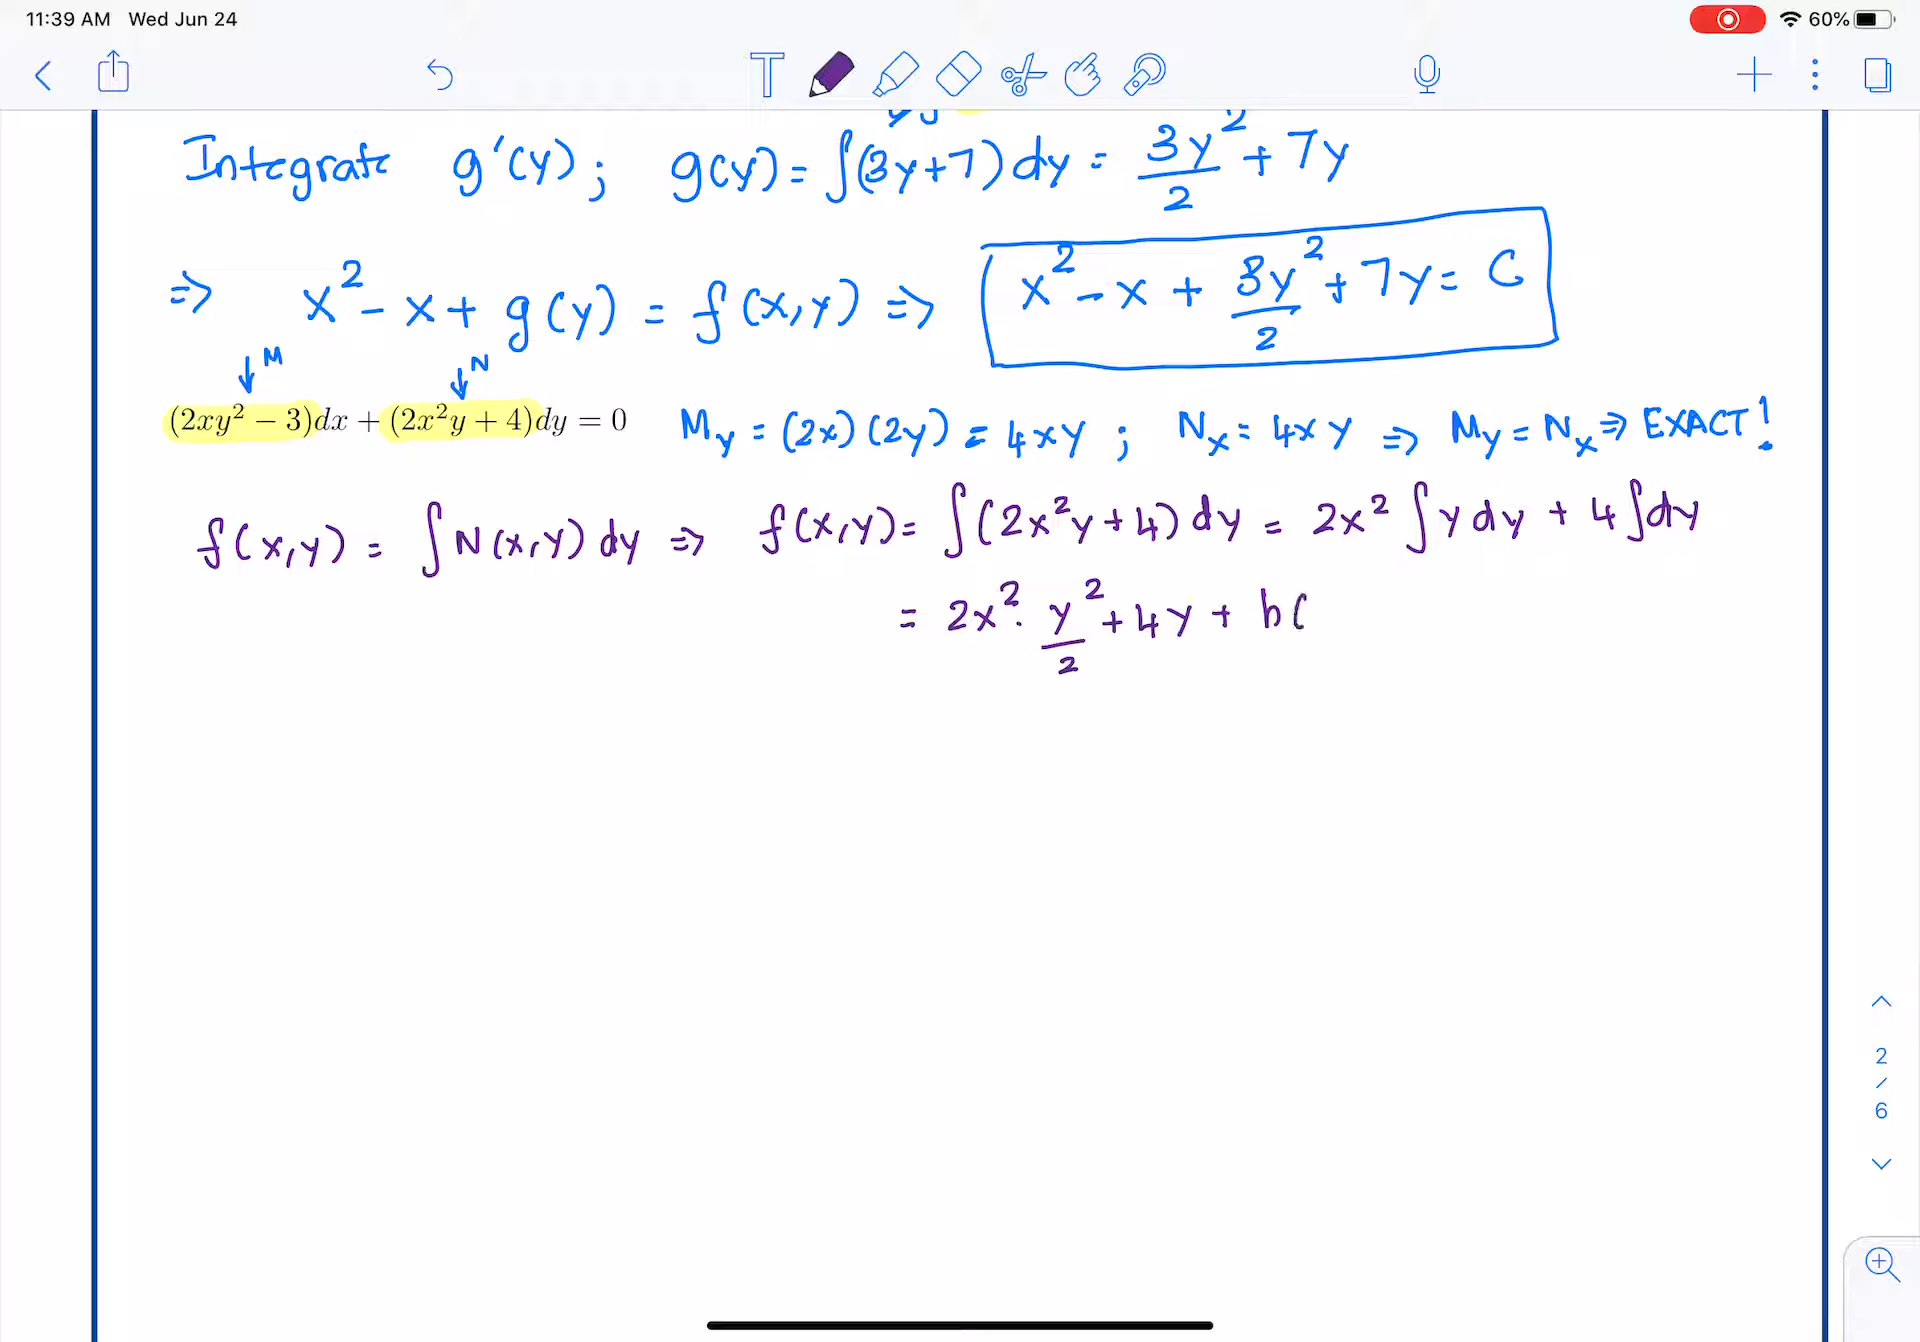 11:39 AM Wed Jun 24 60%
Integrate g'(y); g(y) = ∫(3y+7)dy = 3y²/2 + 7y
⇒ x² - x + g(y) = f(x,y) ⇒ x² - x + 3y²/2 + 7y = C
↓M ↓N
(2xy² − 3)dx + (2x²y + 4)dy = 0 My = (2x)(2y) = 4xy ; Nx = 4xy ⇒ My = Nx ⇒ EXACT!
f(x,y) = ∫N(x,y) dy ⇒ f(x,y) = ∫(2x²y+4) dy = 2x² ∫y dy + 4 ∫dy
= 2x² · y²/2 + 4y + h(
2
/
6